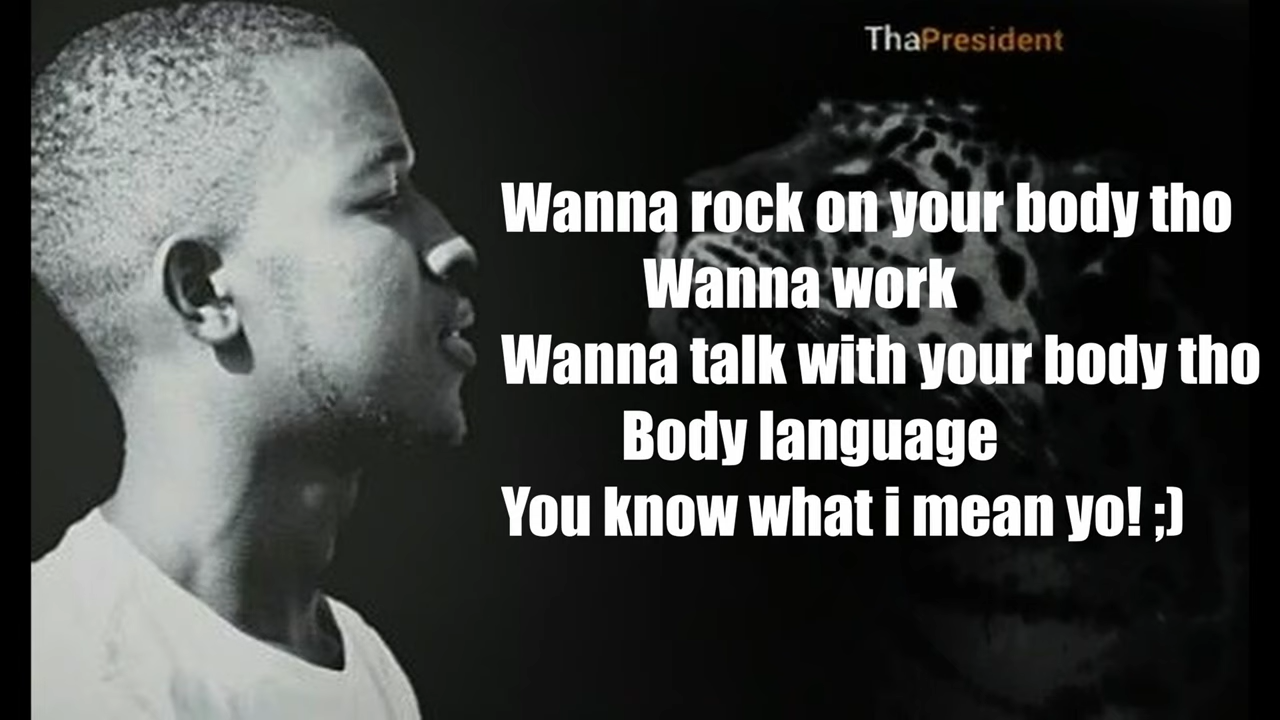 ThaPresident
Wanna rock on your body tho
Wanna work
Wanna talk with your body tho
Body language
You know what i mean yo! ;)